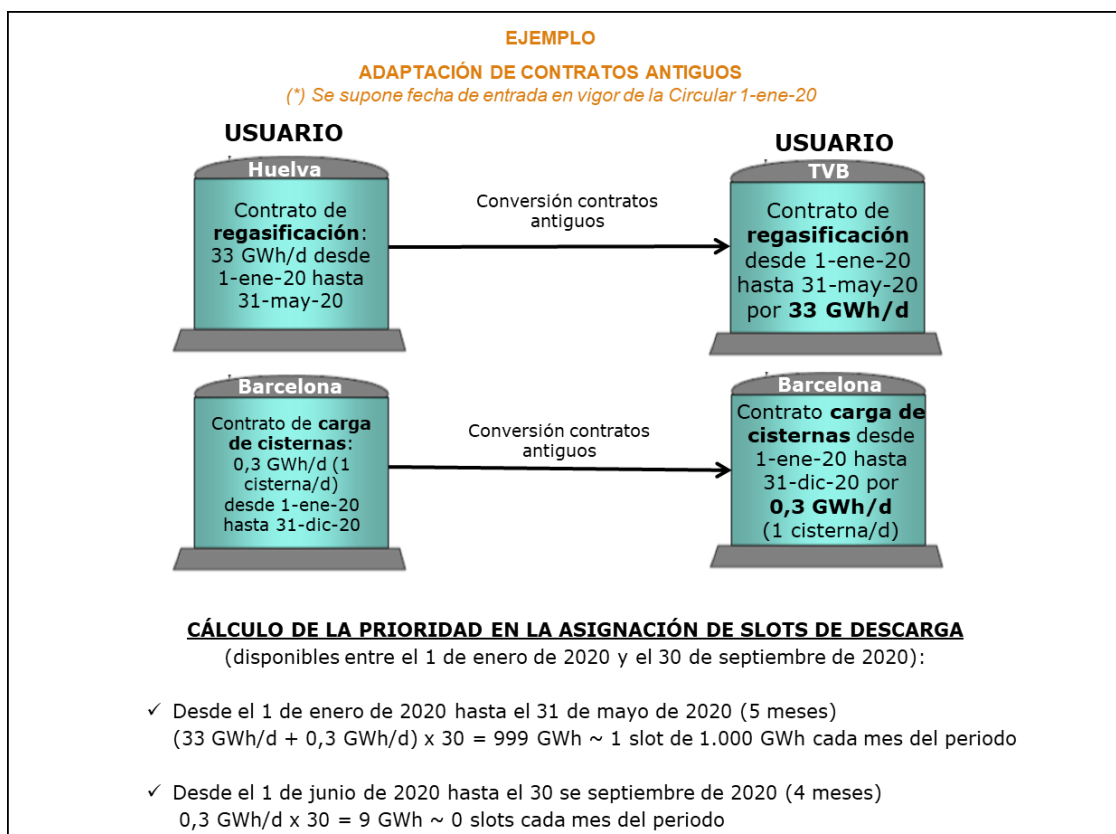 EJEMPLO
ADAPTACIÓN DE CONTRATOS ANTIGUOS
(*) Se supone fecha de entrada en vigor de la Circular 1-ene-20
USUARIO
Huelva
Contrato de
regasificación:
33 GWh/d desde
1-ene-20 hasta
31-may-20
Conversión contratos
antiguos
USUARIO
TVB
Contrato de
regasificación
desde 1-ene-20
hasta 31-may-20
por 33 GWh/d
Barcelona
Contrato de carga
de cisternas:
0,3 GWh/d (1
cisterna/d)
desde 1-ene-20
hasta 31-dic-20
Conversión contratos
antiguos
Barcelona
Contrato carga de
cisternas desde
1-ene-20 hasta
31-dic-20 por
0,3 GWh/d
(1 cisterna/d)
CÁLCULO DE LA PRIORIDAD EN LA ASIGNACIÓN DE SLOTS DE DESCARGA
(disponibles entre el 1 de enero de 2020 y el 30 de septiembre de 2020):
✓ Desde el 1 de enero de 2020 hasta el 31 de mayo de 2020 (5 meses)
(33 GWh/d + 0,3 GWh/d) x 30 = 999 GWh ~ 1 slot de 1.000 GWh cada mes del periodo
✓ Desde el 1 de junio de 2020 hasta el 30 se septiembre de 2020 (4 meses)
0,3 GWh/d x 30 = 9 GWh ~ 0 slots cada mes del periodo